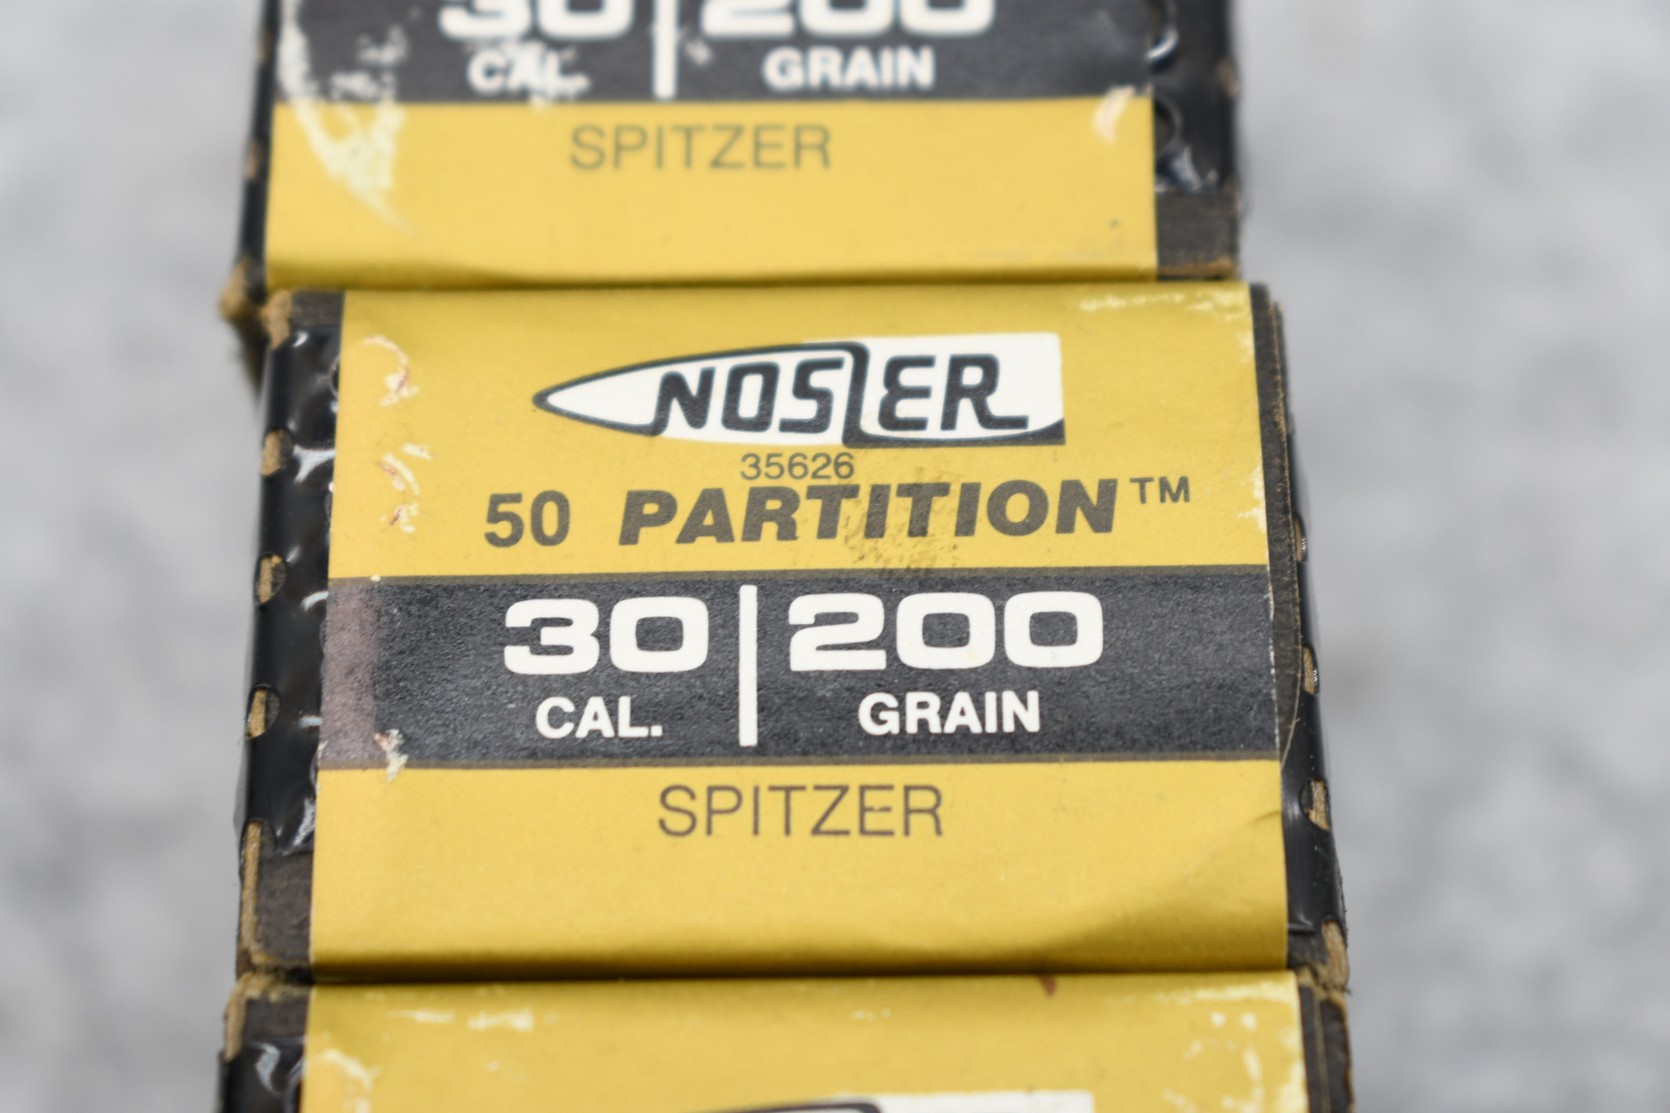 30 | 200
CAL. GRAIN
SPITZER
NOSLER
35626
50 PARTITION™
30 | 200
CAL. GRAIN
SPITZER